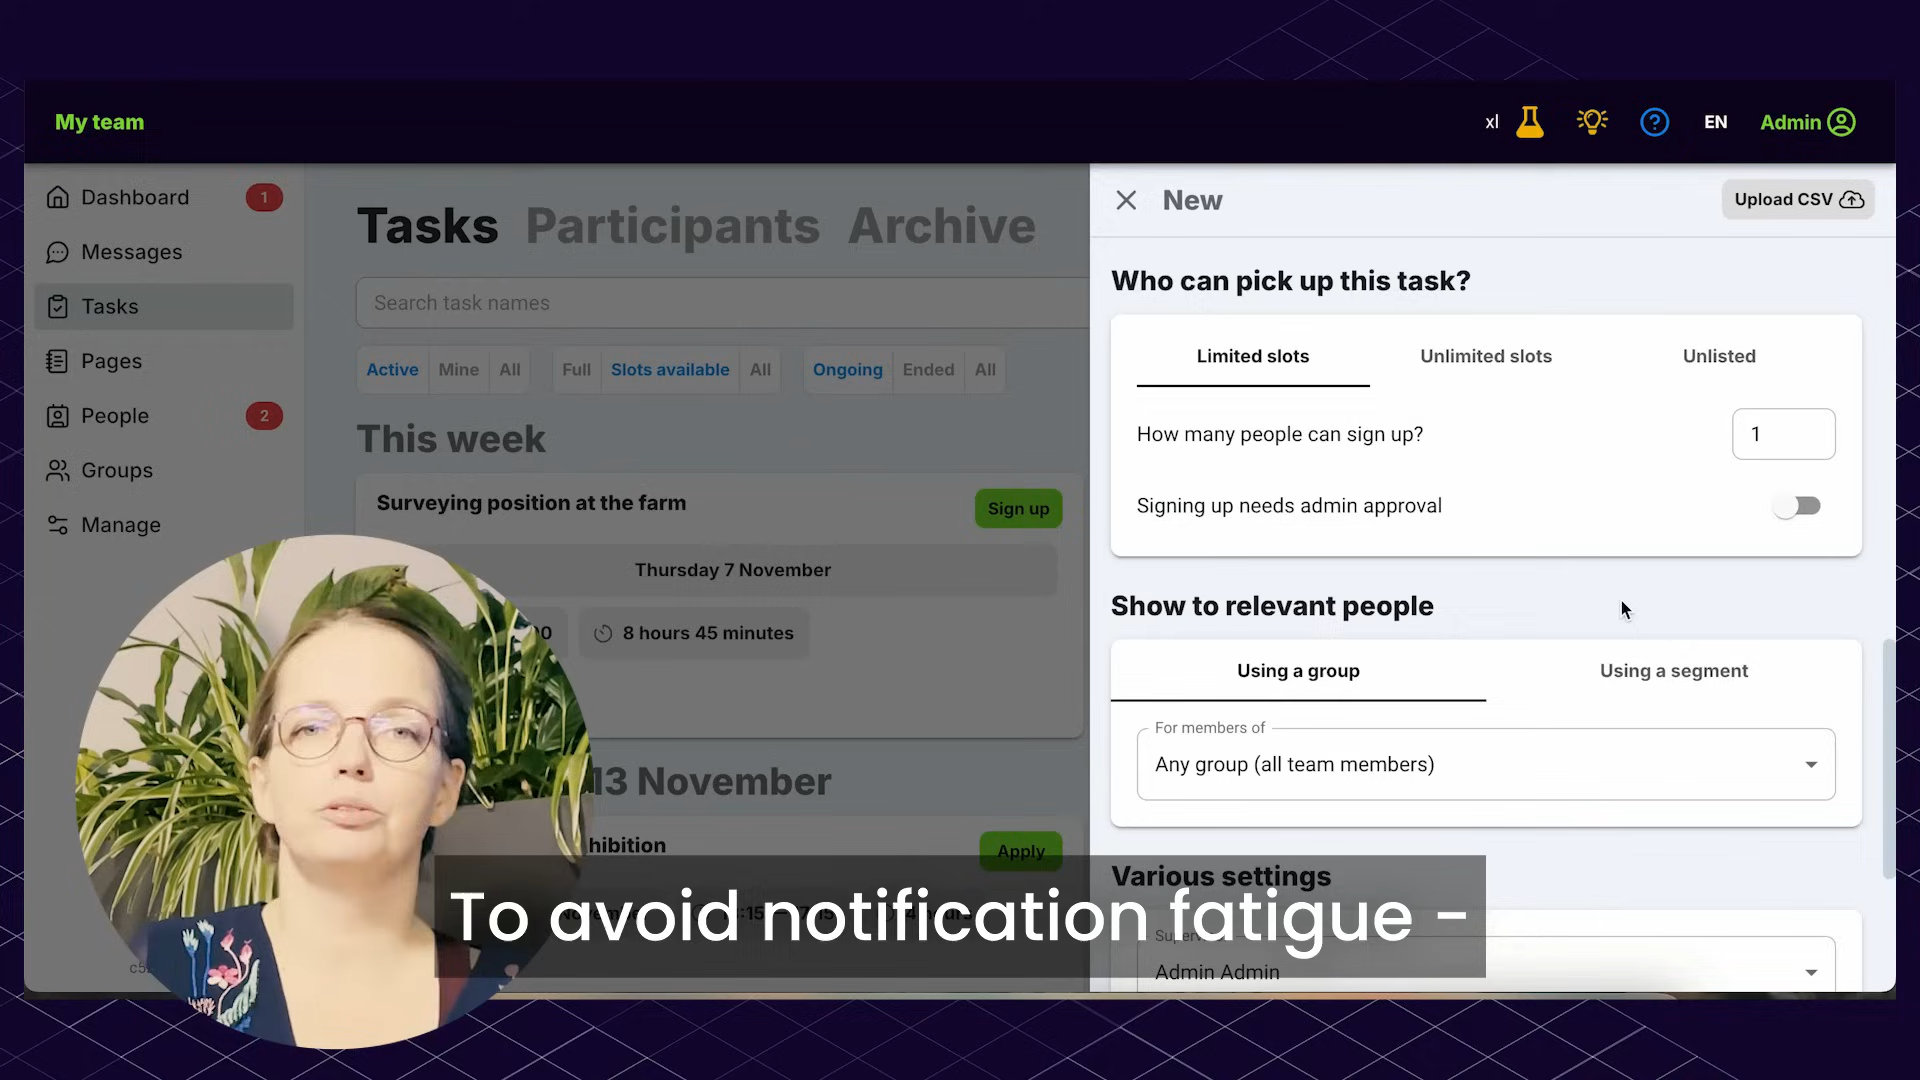 My team
xl
EN
Admin
Dashboard
1
Messages
Tasks
Pages
People
2
Groups
Manage
Tasks Participants Archive
Search task names
Active Mine All
Full Slots available All
Ongoing Ended All
This week
Surveying position at the farm
Sign up
Thursday 7 November
8 hours 45 minutes
13 November
hibition
Apply
New
Upload CSV
Who can pick up this task?
Limited slots
Unlimited slots
Unlisted
How many people can sign up?
1
Signing up needs admin approval
Show to relevant people
Using a group
Using a segment
For members of
Any group (all team members)
Various settings
Admin Admin
To avoid notification fatigue -